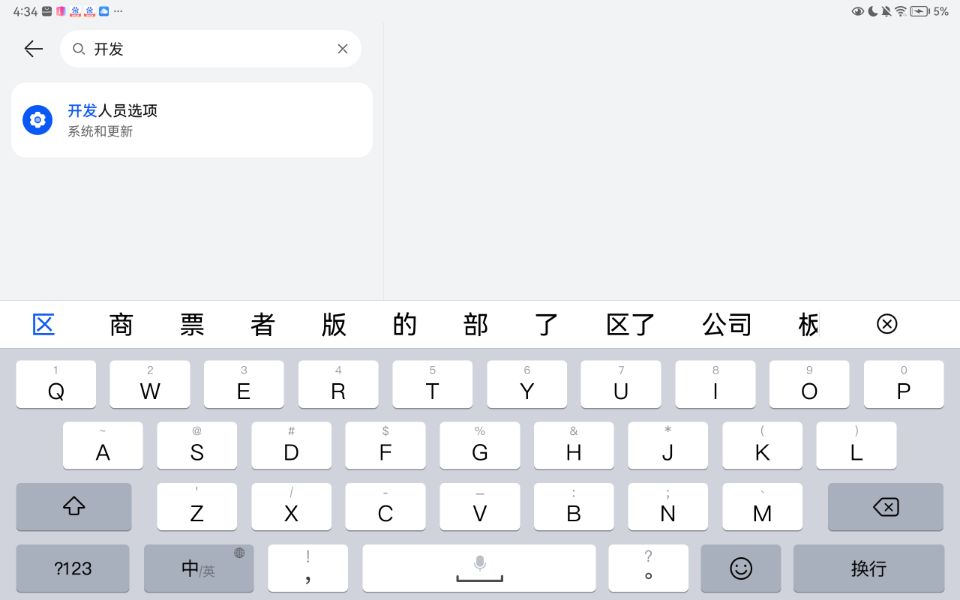 4:34 ··· 5%
开发
开发人员选项
系统和更新
区 商 票 者 版 的 部 了 区了 公司 板
1 2 3 4 5 6 7 8 9 0
Q W E R T Y U I O P
~ @ # $ % & * ( )
A S D F G H J K L
' / - _ : ; `
Z X C V B N M
! ?
?123 中/英 , 。 换行